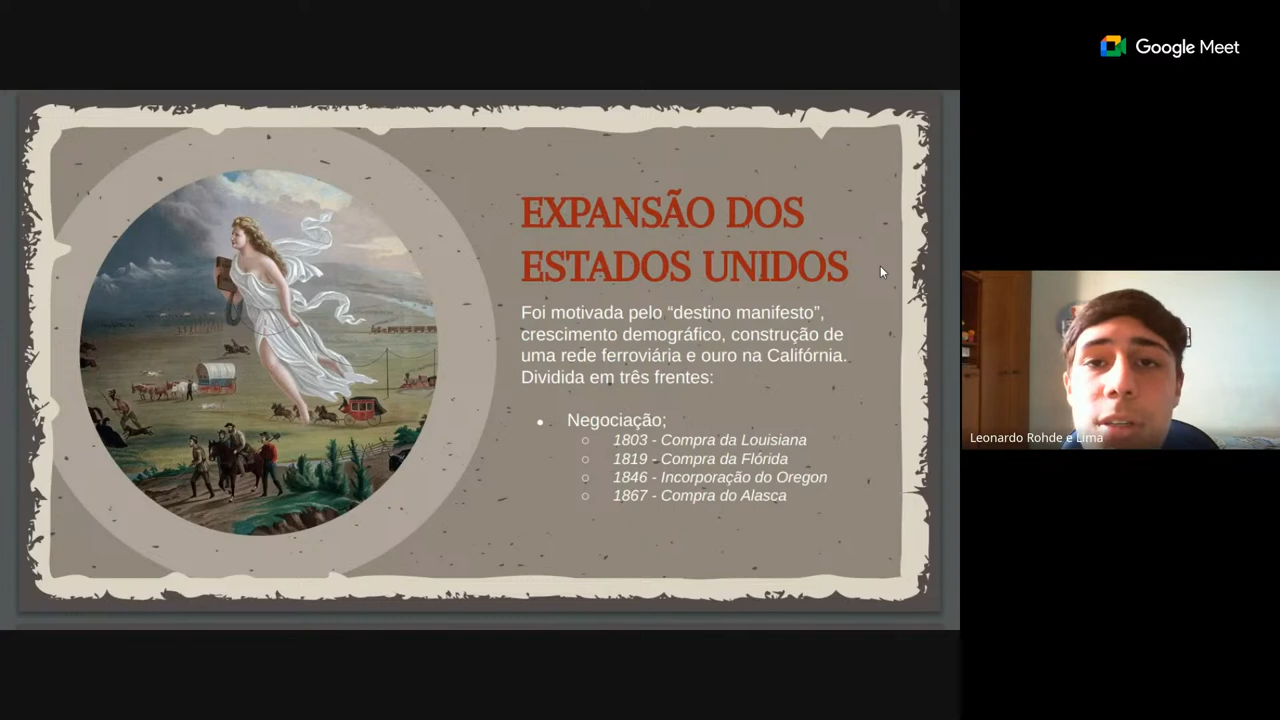 Google Meet
EXPANSÃO DOS
ESTADOS UNIDOS
Foi motivada pelo “destino manifesto”,
crescimento demográfico, construção de
uma rede ferroviária e ouro na Califórnia.
Dividida em três frentes:
Negociação;
1803 - Compra da Louisiana
1819 - Compra da Flórida
1846 - Incorporação do Oregon
1867 - Compra do Alasca
Leonardo Rohde e Lima